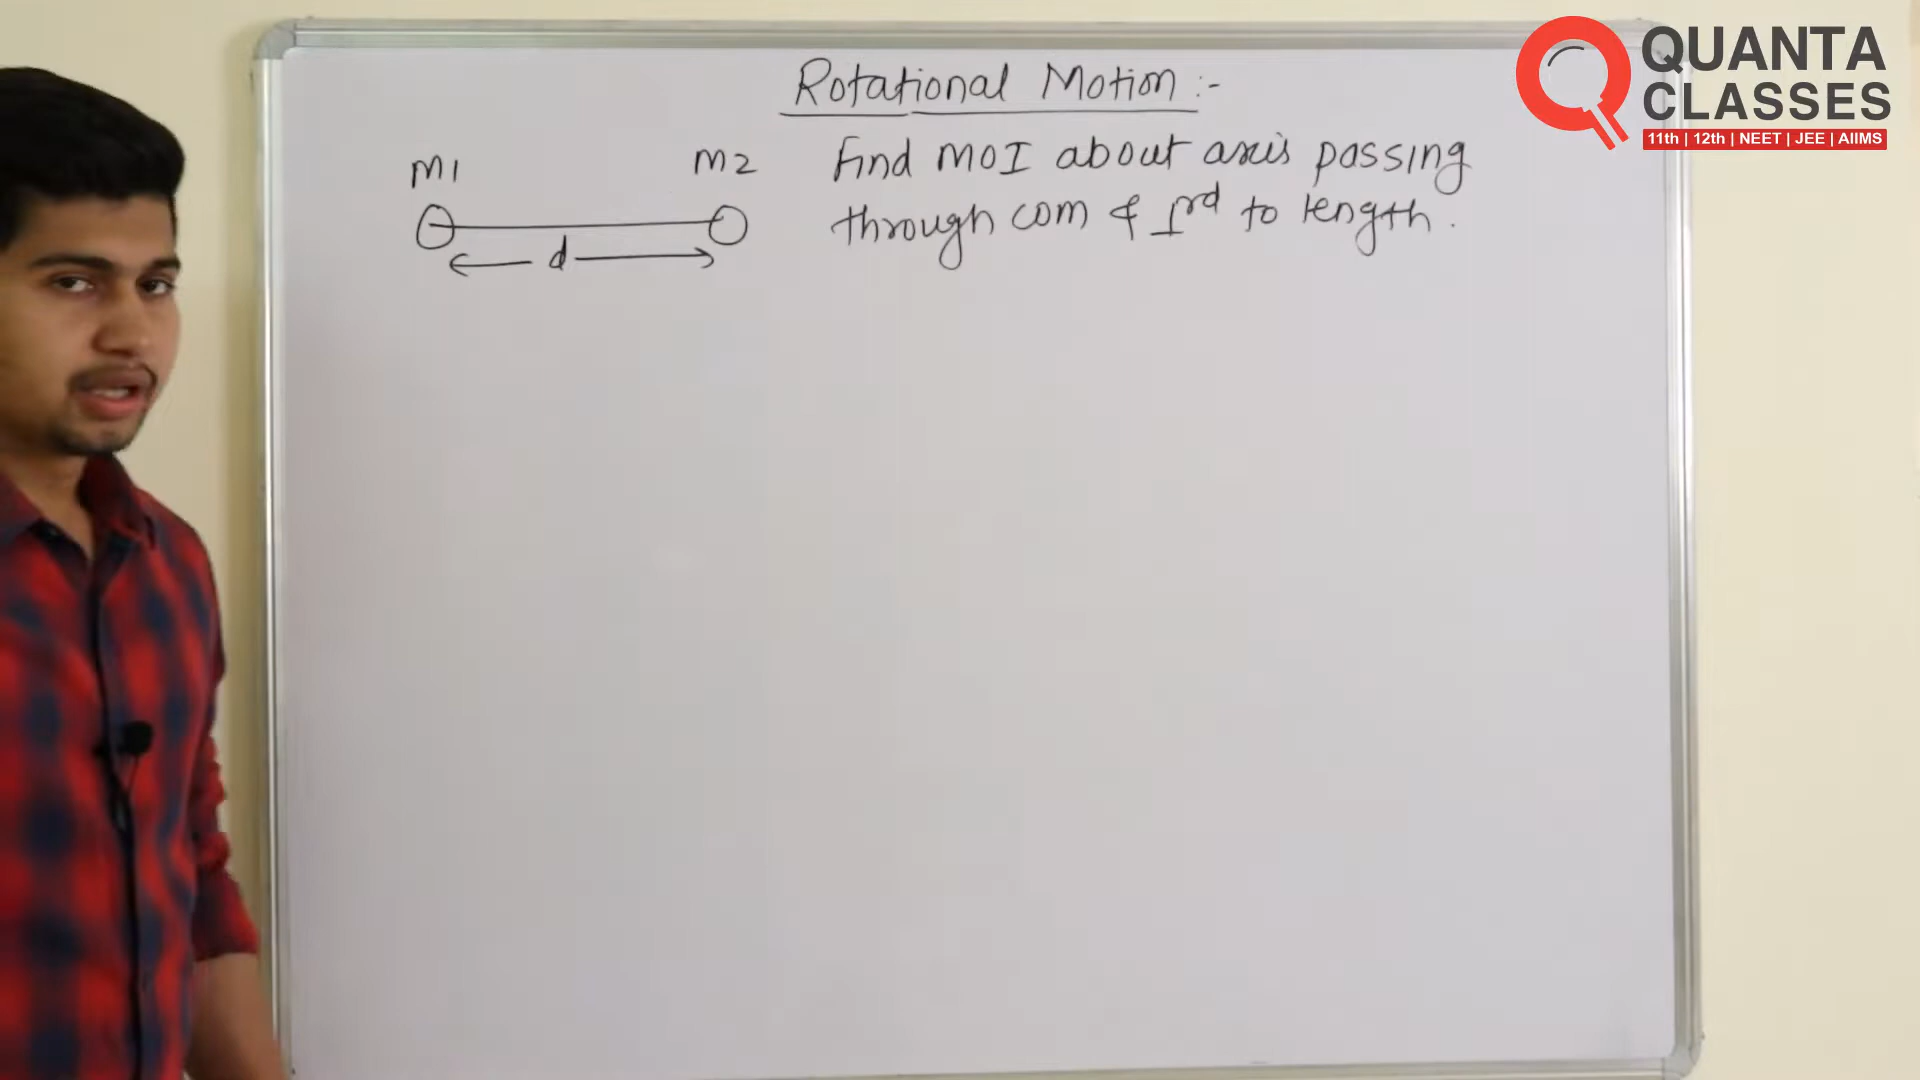 Rotational Motion :-
M1
M2
Find MOI about axis passing
through COM & ⊥rd to length.
d
QUANTA
CLASSES
11th | 12th | NEET | JEE | AIIMS